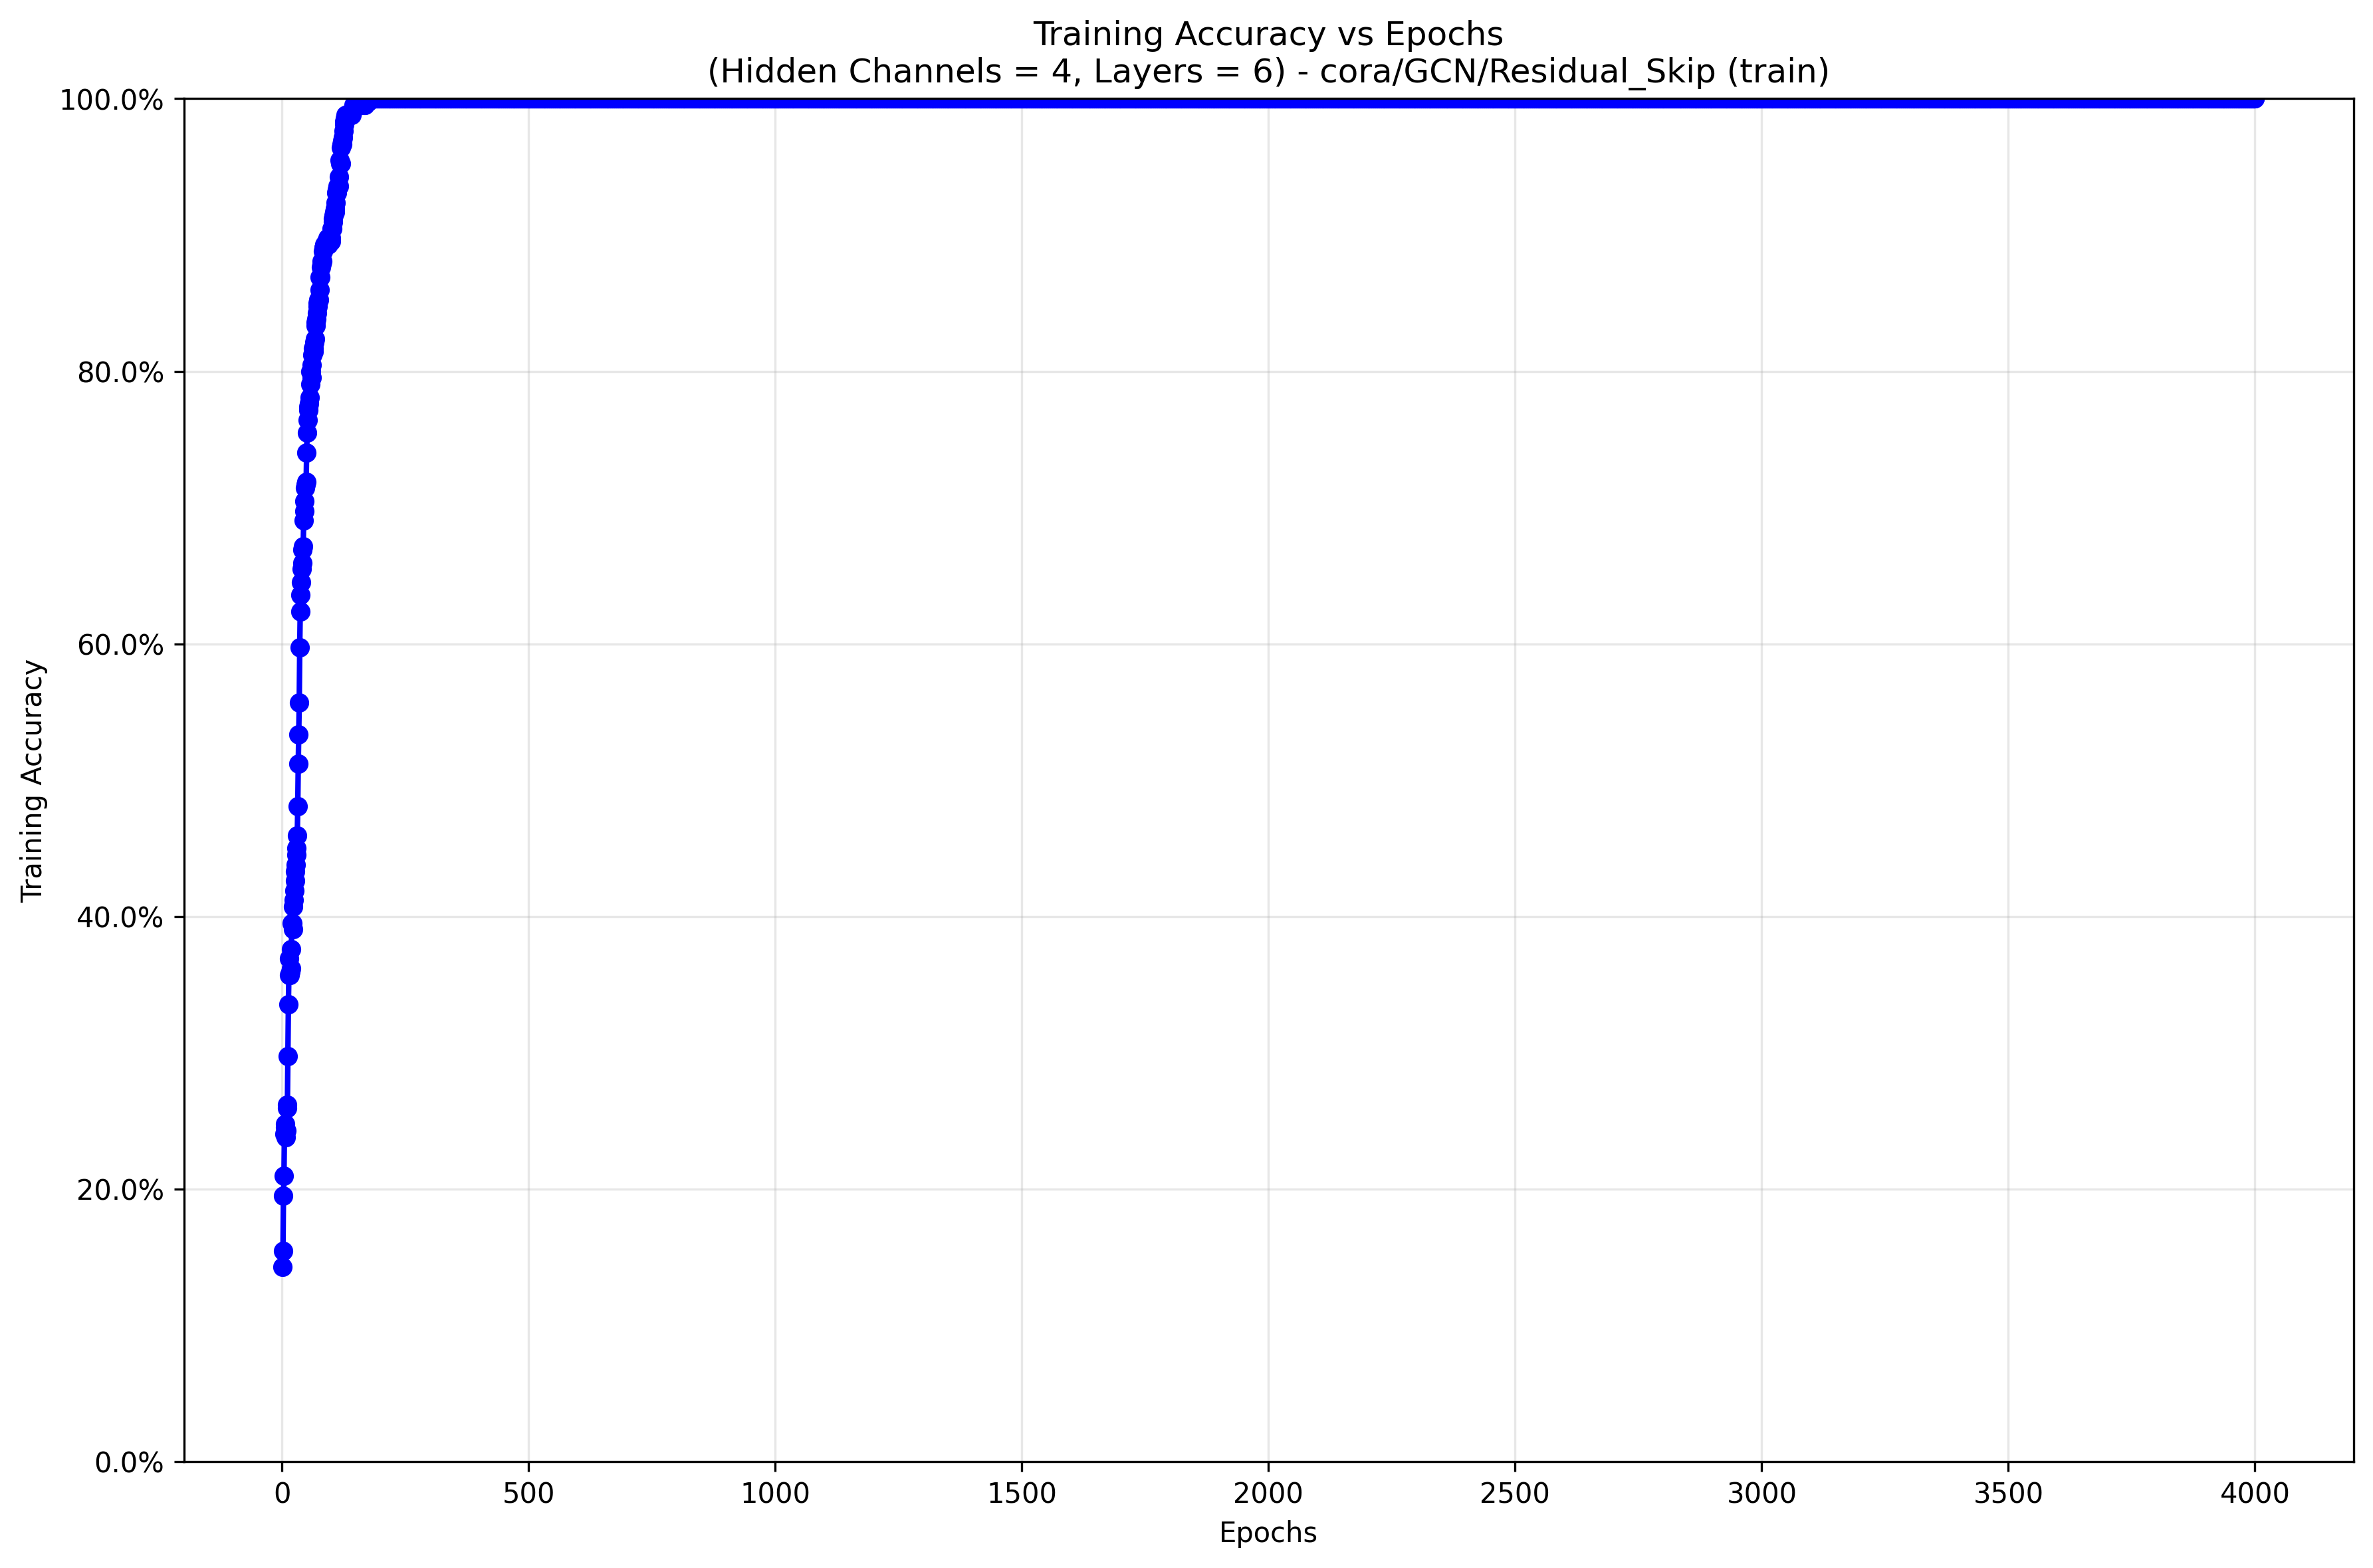 Training Accuracy vs Epochs
(Hidden Channels = 4, Layers = 6) - cora/GCN/Residual_Skip (train)
Training Accuracy
100.0%
80.0%
60.0%
40.0%
20.0%
0.0%
0 500 1000 1500 2000 2500 3000 3500 4000
Epochs